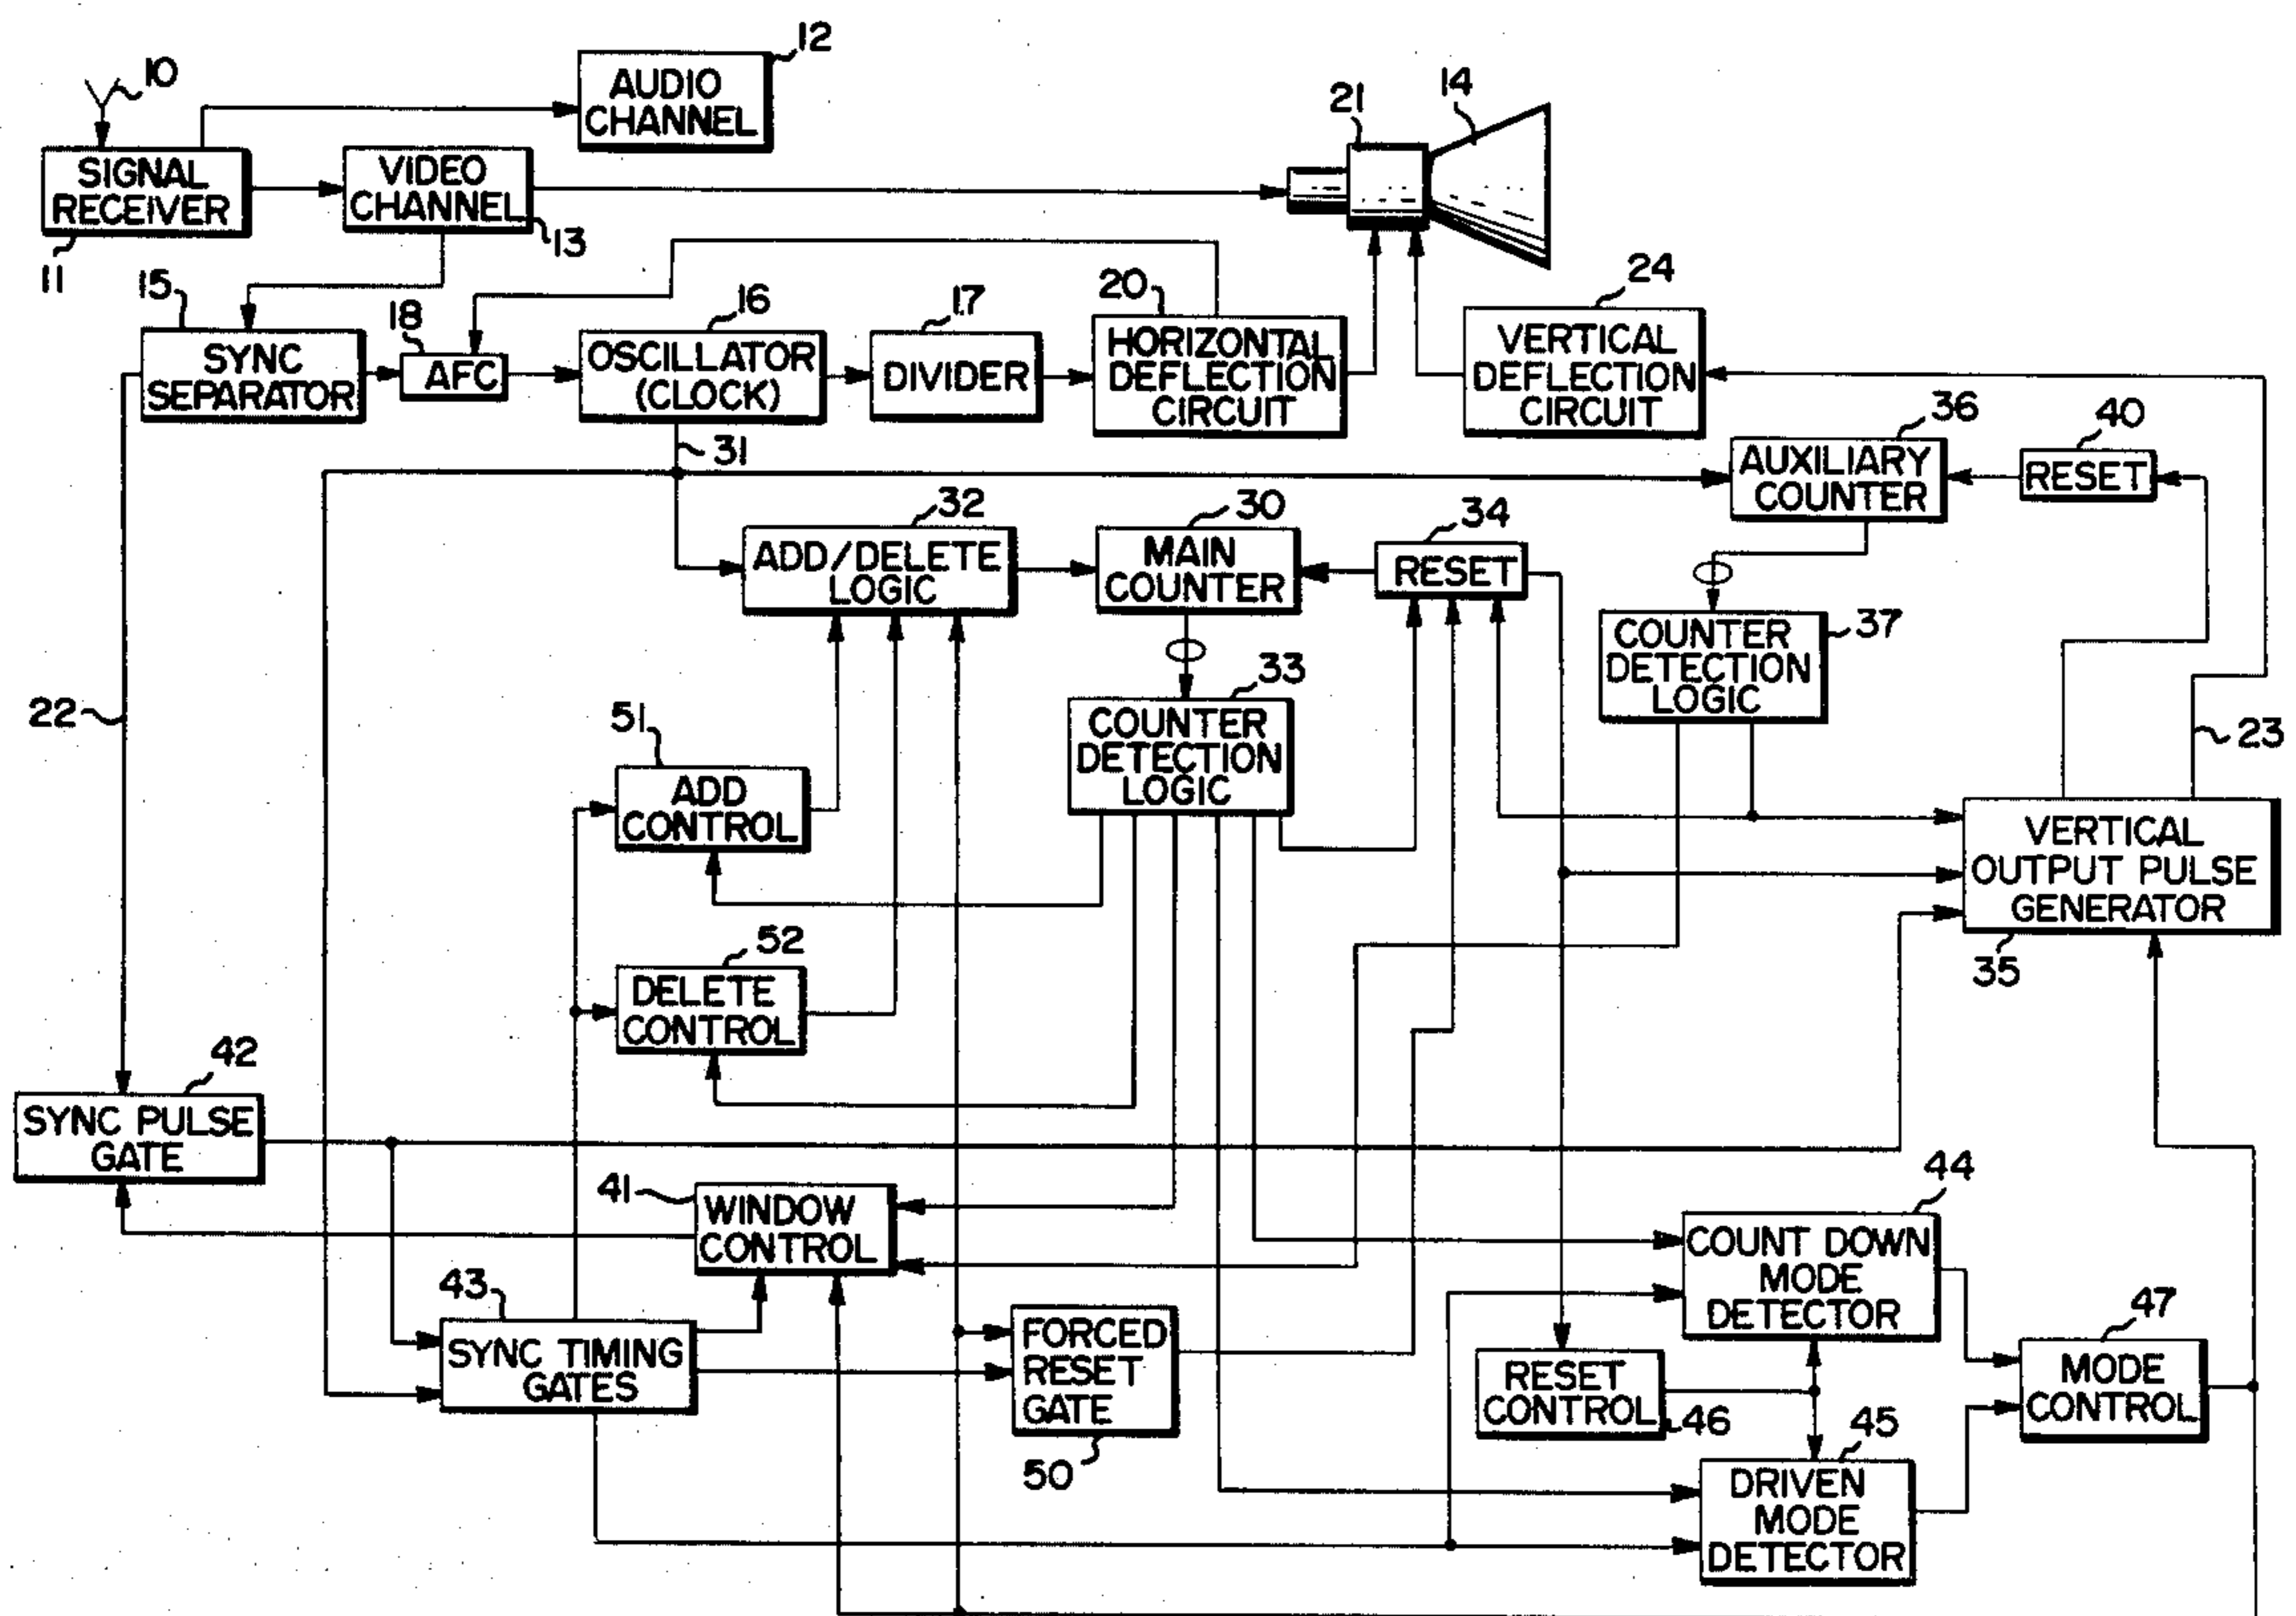 10
12
AUDIO
CHANNEL
SIGNAL
RECEIVER
11
VIDEO
CHANNEL
13
21
14
15
SYNC
SEPARATOR
18
AFC
16
OSCILLATOR
(CLOCK)
17
DIVIDER
20
HORIZONTAL
DEFLECTION
CIRCUIT
24
VERTICAL
DEFLECTION
CIRCUIT
31
36
AUXILIARY
COUNTER
40
RESET
32
ADD/DELETE
LOGIC
30
MAIN
COUNTER
34
RESET
37
COUNTER
DETECTION
LOGIC
33
COUNTER
DETECTION
LOGIC
22
23
51
ADD
CONTROL
VERTICAL
OUTPUT PULSE
GENERATOR
35
52
DELETE
CONTROL
42
SYNC PULSE
GATE
41
WINDOW
CONTROL
44
COUNT DOWN
MODE
DETECTOR
43
SYNC TIMING
GATES
FORCED
RESET
GATE
50
RESET
CONTROL
46
47
MODE
CONTROL
45
DRIVEN
MODE
DETECTOR